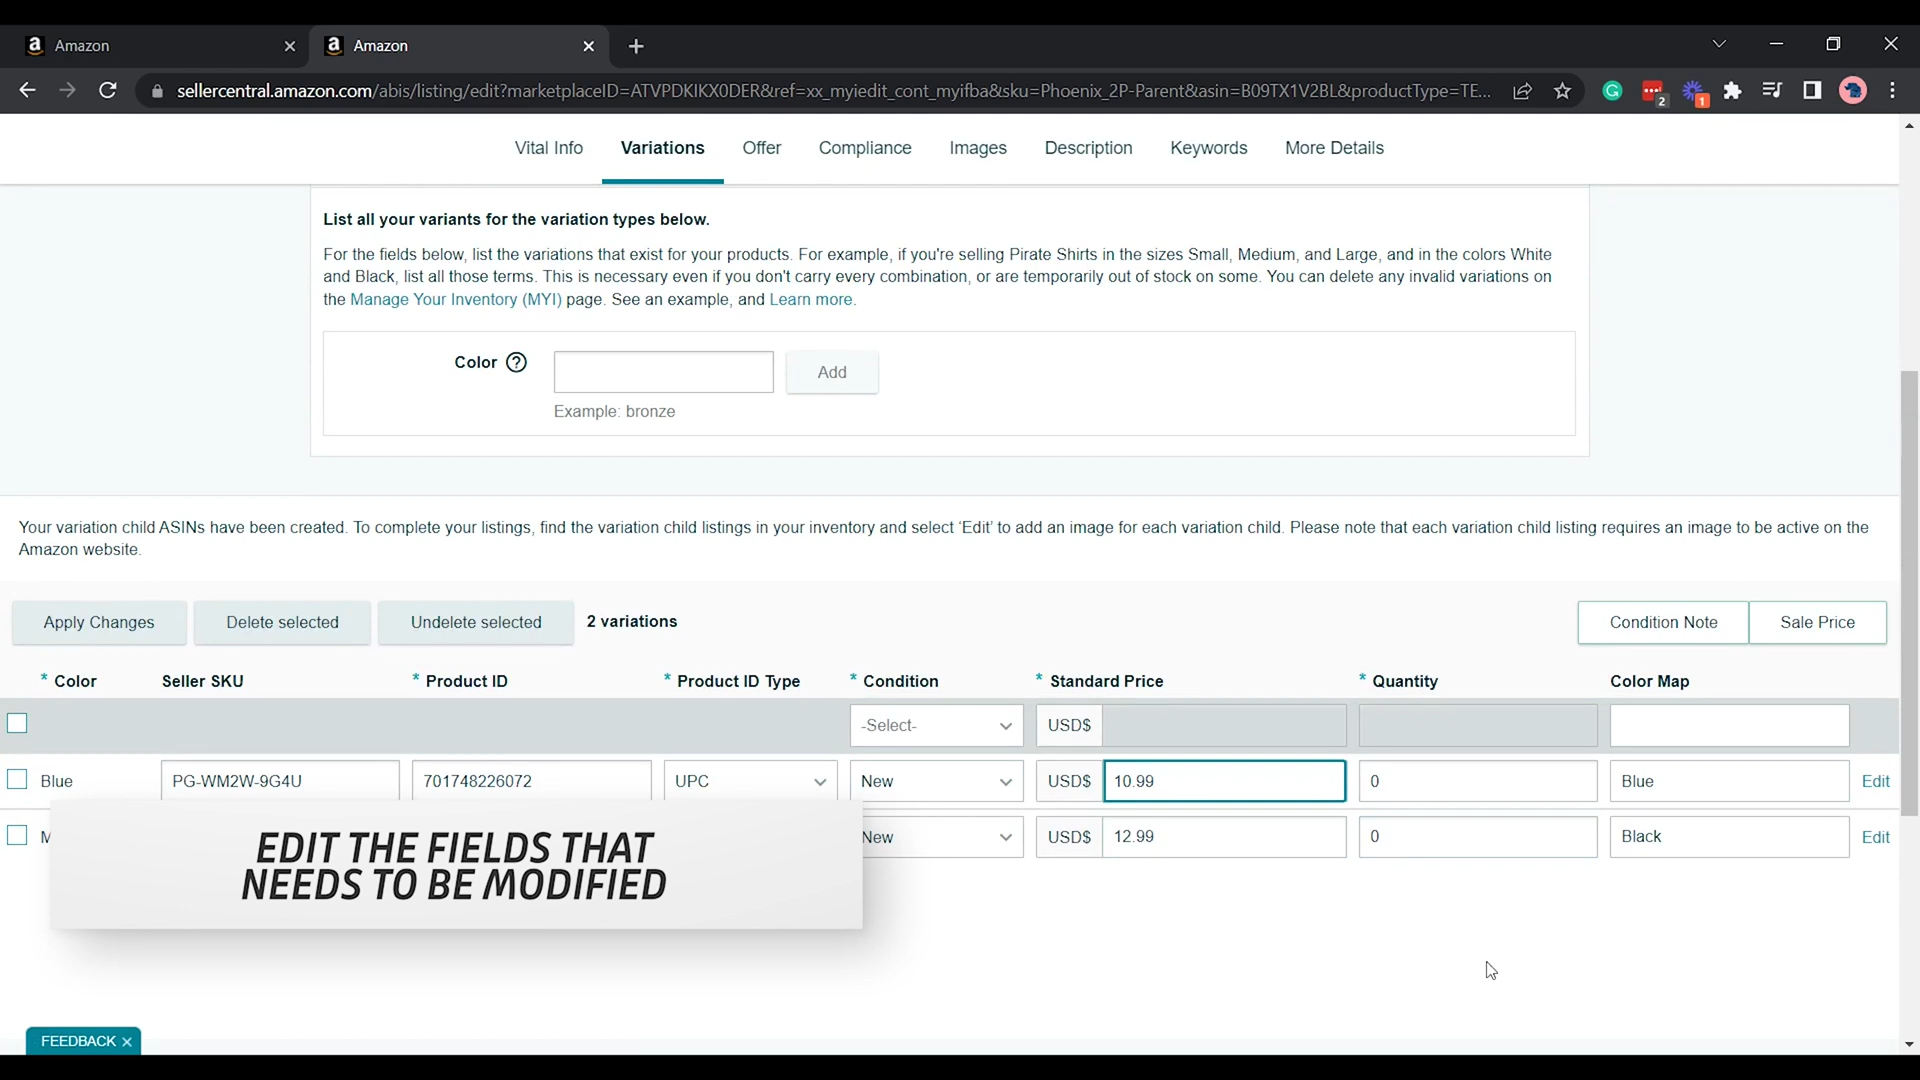 Amazon
Amazon
sellercentral.amazon.com/abis/listing/edit?marketplaceID=ATVPDKIKX0DER&ref=xx_myiedit_cont_myifba&sku=Phoenix_2P-Parent&asin=B09TX1V2BL&productType=TE...
2
1
Vital Info Variations Offer Compliance Images Description Keywords More Details
List all your variants for the variation types below.
For the fields below, list the variations that exist for your products. For example, if you're selling Pirate Shirts in the sizes Small, Medium, and Large, and in the colors White
and Black, list all those terms. This is necessary even if you don't carry every combination, or are temporarily out of stock on some. You can delete any invalid variations on
the Manage Your Inventory (MYI) page. See an example, and Learn more.
Color ? Add
Example: bronze
Your variation child ASINs have been created. To complete your listings, find the variation child listings in your inventory and select 'Edit' to add an image for each variation child. Please note that each variation child listing requires an image to be active on the
Amazon website.
Apply Changes Delete selected Undelete selected 2 variations Condition Note Sale Price
* Color Seller SKU * Product ID * Product ID Type * Condition * Standard Price * Quantity Color Map
-Select- USD$
Blue PG-WM2W-9G4U 701748226072 UPC New USD$ 10.99 0 Blue Edit
New USD$ 12.99 0 Black Edit
EDIT THE FIELDS THAT
NEEDS TO BE MODIFIED
FEEDBACK ×